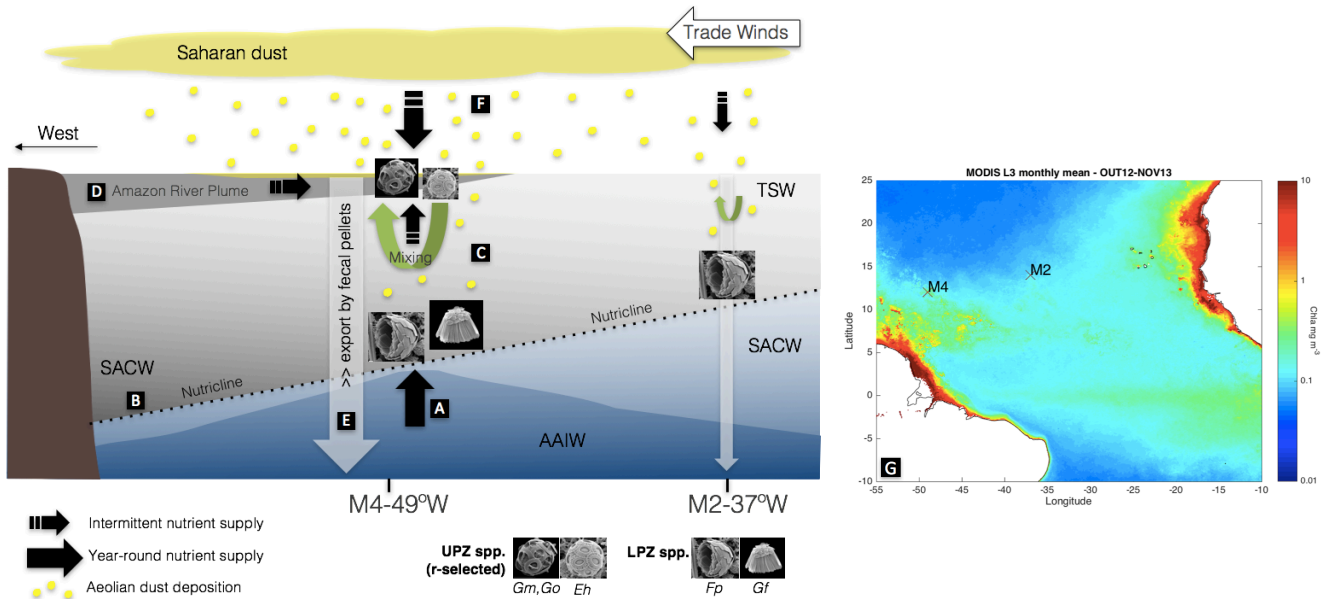 Trade Winds
Saharan dust
F
West
D Amazon River Plume
TSW
Mixing
C
>> export by fecal pellets
Nutricline
SACW
SACW
Nutricline
B
A
E
AAIW
M4-49°W
M2-37°W
Intermittent nutrient supply
Year-round nutrient supply
Aeolian dust deposition
UPZ spp.
(r-selected)
LPZ spp.
Gm,Go
Eh
Fp
Gf
MODIS L3 monthly mean - OUT12-NOV13
25
20
15
10
5
0
-5
-10
Latitude
M4
M2
G
-55 -50 -45 -40 -35 -30 -25 -20 -15 -10
Longitude
10
1
0.1
0.01
Chla mg m-3